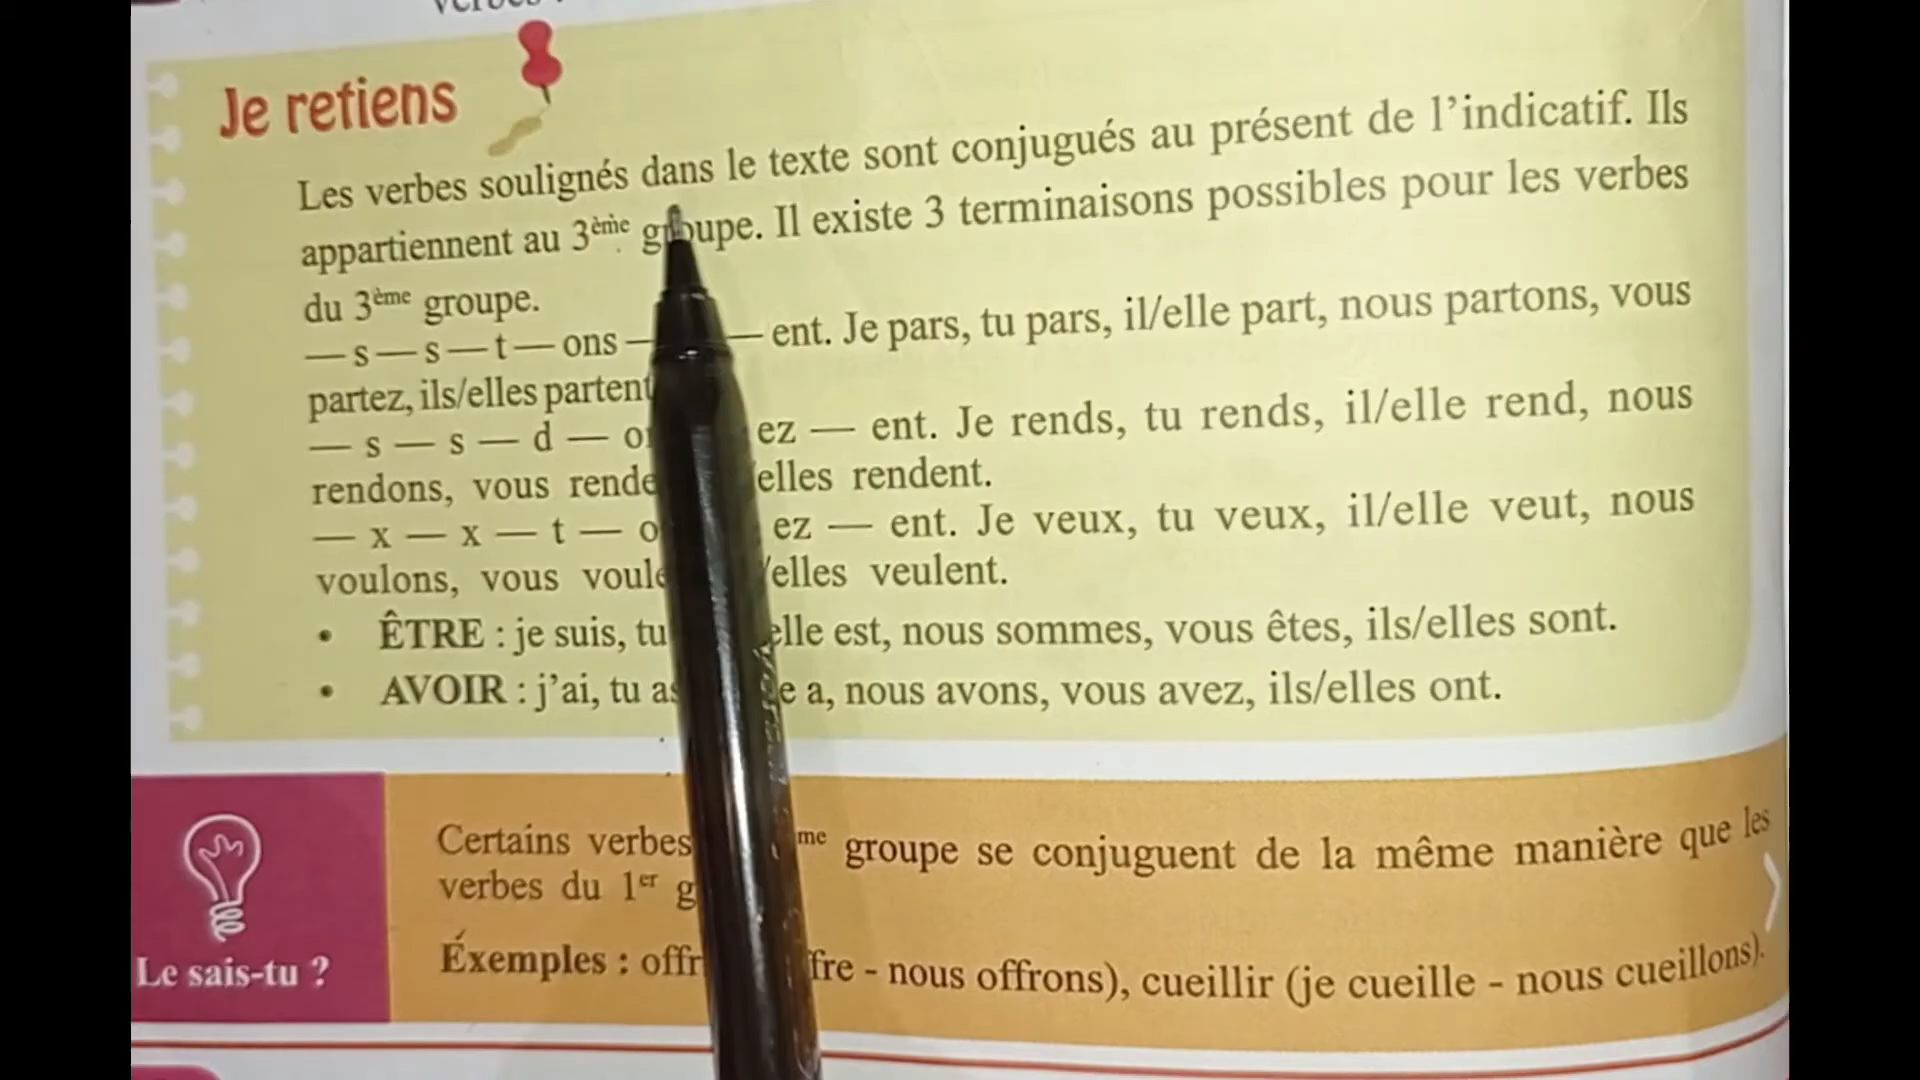 Je retiens
Les verbes soulignés dans le texte sont conjugués au présent de l'indicatif. Ils
appartiennent au 3ème groupe. Il existe 3 terminaisons possibles pour les verbes
du 3ème groupe.
— s — s — t — ons — — ent. Je pars, tu pars, il/elle part, nous partons, vous
partez, ils/elles partent
— s — s — d — ez — ent. Je rends, tu rends, il/elle rend, nous
rendons, vous elles rendent.
— x — x — t — ez — ent. Je veux, tu veux, il/elle veut, nous
voulons, vous /elles veulent.
• ÊTRE : je suis, tu elle est, nous sommes, vous êtes, ils/elles sont.
• AVOIR : j'ai, tu as a, nous avons, vous avez, ils/elles ont.
Certains verbes groupe se conjuguent de la même manière que les
verbes du 1er
Le sais-tu ?
Éxemples : - nous offrons), cueillir (je cueille - nous cueillons).